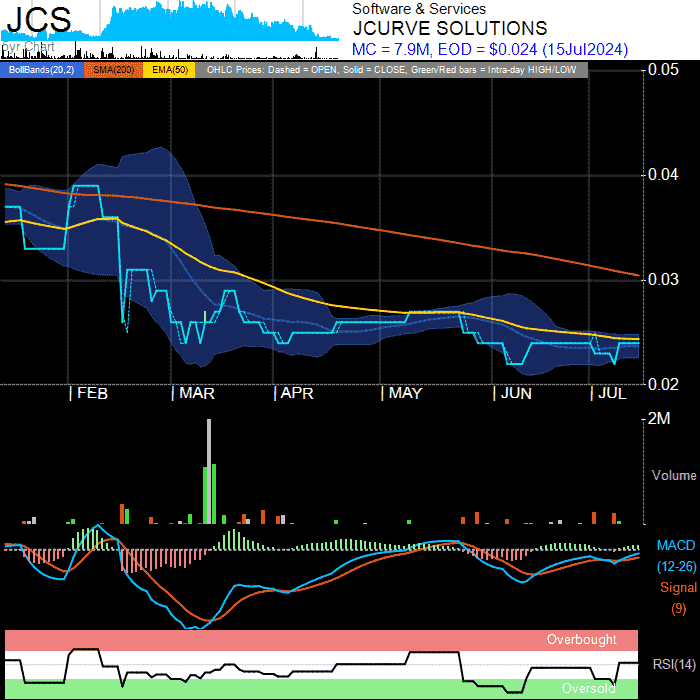 JCS
Software & Services
JCURVE SOLUTIONS
MC = 7.9M, EOD = $0.024 (15Jul2024)
Chart
BollBands(20,2) SMA(200) EMA(50) OHLC Prices: Dashed = OPEN, Solid = CLOSE, Green/Red bars = Intra-day HIGH/LOW
0.05
0.04
0.03
0.02
FEB MAR APR MAY JUN JUL
2M
Volume
MACD
(12-26)
Signal
(9)
Overbought
RSI(14)
Oversold